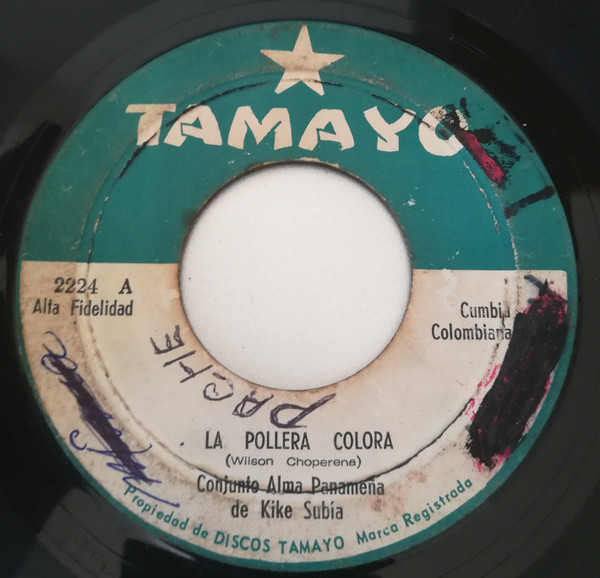 TAMAYO
2224 A
Alta Fidelidad
Cumbia
Colombiana
PACHE
LA POLLERA COLORA
(Wilson Choperena)
Conjunto Alma Panameña
de Kike Subía
Propiedad de DISCOS TAMAYO Marca Registrada